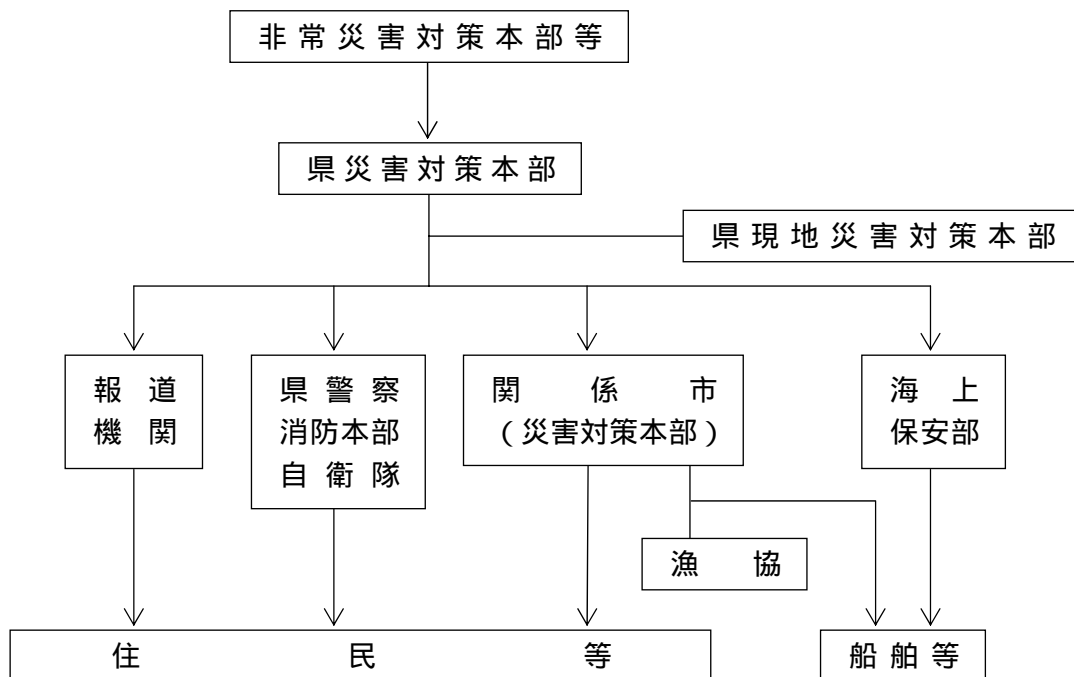 非常災害対策本部等
県災害対策本部
県現地災害対策本部
報道
機関
県警察
消防本部
自衛隊
関係市
（災害対策本部）
海上
保安部
漁協
住民等
船舶等